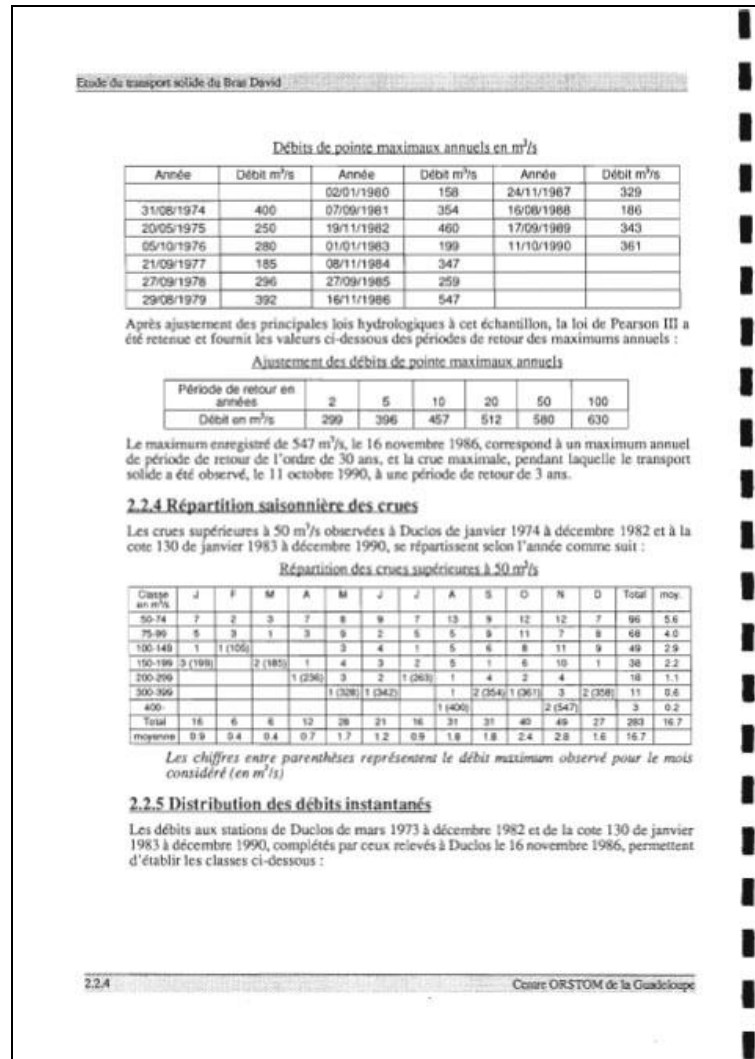 Etude du transport solide du Bras David
Débits de pointe maximaux annuels en m³/s
Année Débit m³/s Année Débit m³/s Année Débit m³/s
02/01/1980 158 24/11/1987 329
31/08/1974 400 07/09/1981 354 16/08/1988 186
20/05/1975 250 19/11/1982 460 17/09/1989 343
05/10/1976 280 01/01/1983 199 11/10/1990 361
21/09/1977 185 08/11/1984 347
27/09/1978 296 27/09/1985 259
29/08/1979 392 16/11/1986 547
Après ajustement des principales lois hydrologiques à cet échantillon, la loi de Pearson III a
été retenue et fournit les valeurs ci-dessous des périodes de retour des maximums annuels :
Ajustement des débits de pointe maximaux annuels
Période de retour en
années 2 5 10 20 50 100
Débit en m³/s 299 396 457 512 580 630
Le maximum enregistré de 547 m³/s, le 16 novembre 1986, correspond à un maximum annuel
de période de retour de l'ordre de 30 ans, et la crue maximale, pendant laquelle le transport
solide a été observé, le 11 octobre 1990, à une période de retour de 3 ans.
2.2.4 Répartition saisonnière des crues
Les crues supérieures à 50 m³/s observées à Duclos de janvier 1974 à décembre 1982 et à la
cote 130 de janvier 1983 à décembre 1990, se répartissent selon l'année comme suit :
Répartition des crues supérieures à 50 m³/s
Classe
en m³/s J F M A M J J A S O N D Total moy.
50-74 7 2 3 7 8 9 7 13 9 12 12 7 96 5.6
75-99 5 3 1 3 9 2 5 5 9 11 7 8 68 4.0
100-149 1 1 (105) 3 4 1 5 6 8 11 9 49 2.9
150-199 3 (199) 2 (185) 1 4 3 2 5 1 6 10 1 38 2.2
200-299 1 (236) 3 2 1 (263) 1 4 2 4 18 1.1
300-399 1 (328) 1 (342) 1 2 (354) 1 (361) 3 2 (358) 11 0.6
400- 1 (400) 2 (547) 3 0.2
Total 16 6 6 12 28 21 16 31 31 40 49 27 283 16.7
moyenne 0.9 0.4 0.4 0.7 1.7 1.2 0.9 1.8 1.8 2.4 2.8 1.6 16.7
Les chiffres entre parenthèses représentent le débit maximum observé pour le mois
considéré (en m³/s)
2.2.5 Distribution des débits instantanés
Les débits aux stations de Duclos de mars 1973 à décembre 1982 et de la cote 130 de janvier
1983 à décembre 1990, complétés par ceux relevés à Duclos le 16 novembre 1986, permettent
d'établir les classes ci-dessous :
2.2.4 Centre ORSTOM de la Guadeloupe